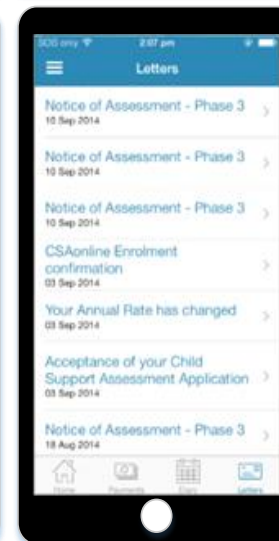 SOS only 2:07 pm
Letters
Notice of Assessment - Phase 3
10 Sep 2014
Notice of Assessment - Phase 3
10 Sep 2014
Notice of Assessment - Phase 3
10 Sep 2014
CSAonline Enrolment
confirmation
03 Sep 2014
Your Annual Rate has changed
03 Sep 2014
Acceptance of your Child
Support Assessment Application
03 Sep 2014
Notice of Assessment - Phase 3
18 Aug 2014
Home Payments Diary Letters